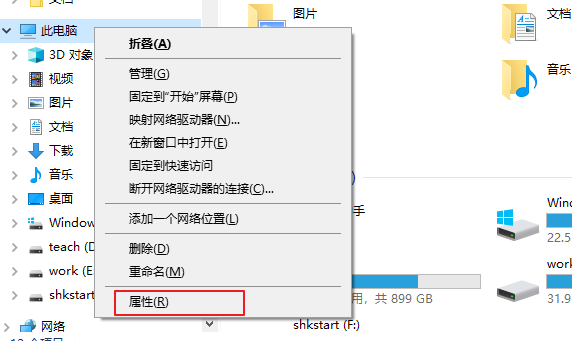 文档
此电脑
3D 对象
视频
图片
文档
下载
音乐
桌面
Window
teach (D
work (E
shkstart
网络
折叠(A)
管理(G)
固定到"开始"屏幕(P)
映射网络驱动器(N)...
在新窗口中打开(E)
固定到快速访问
断开网络驱动器的连接(C)...
添加一个网络位置(L)
删除(D)
重命名(M)
属性(R)
图片
文档
音乐
)
手
用，共 899 GB
shkstart (F:)
Wind
22.5
work
31.9